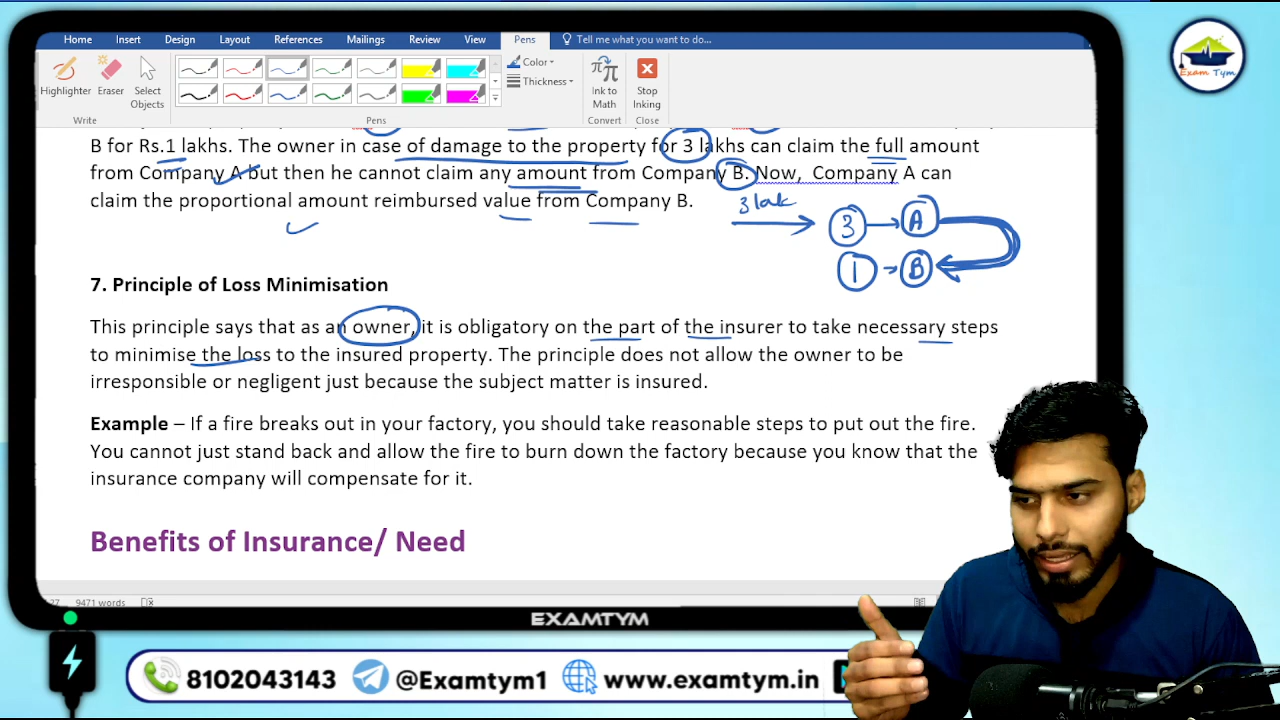 Home Insert Design Layout References Mailings Review View Pens Tell me what you want to do...
Highlighter Eraser Select Objects
Color
Thickness
Ink to Math
Stop Inking
Write Pens Convert Close
B for Rs.1 lakhs. The owner in case of damage to the property for 3 lakhs can claim the full amount
from Company A but then he cannot claim any amount from Company B. Now, Company A can
claim the proportional amount reimbursed value from Company B.
3 lak
3 A
1 B
7. Principle of Loss Minimisation
This principle says that as an owner, it is obligatory on the part of the insurer to take necessary steps
to minimise the loss to the insured property. The principle does not allow the owner to be
irresponsible or negligent just because the subject matter is insured.
Example – If a fire breaks out in your factory, you should take reasonable steps to put out the fire.
You cannot just stand back and allow the fire to burn down the factory because you know that the
insurance company will compensate for it.
Benefits of Insurance/ Need
9471 words
EXAMTYM
8102043143 @Examtym1 www.examtym.in
Exam Tym